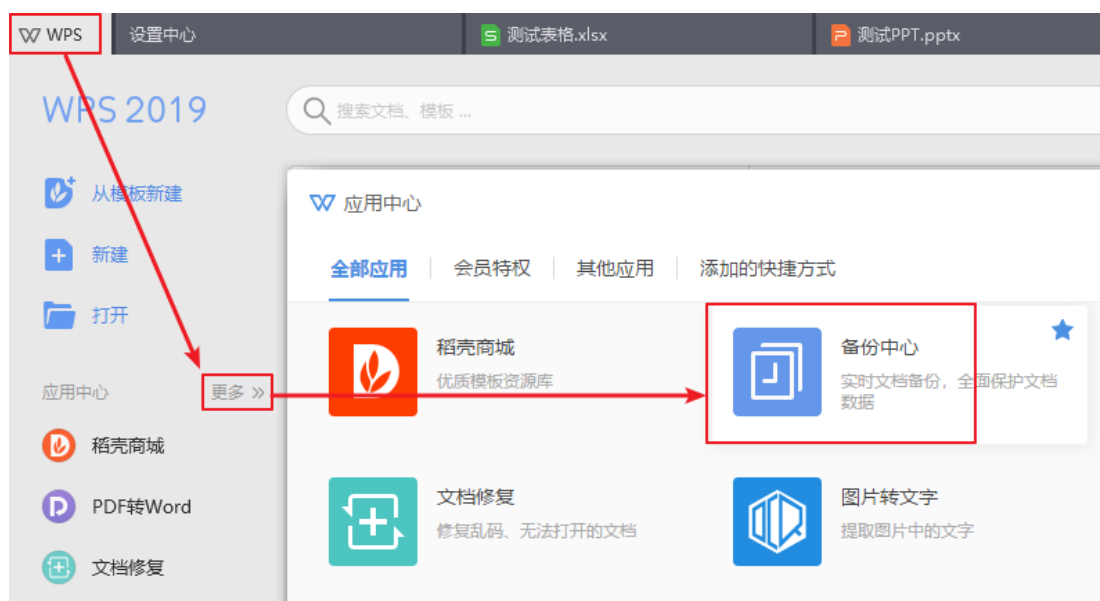 WPS
设置中心
测试表格.xlsx
测试PPT.pptx
WPS 2019
搜索文档、模板 ...
从模板新建
新建
打开
应用中心
更多 »
稻壳商城
PDF转Word
文档修复
应用中心
全部应用
会员特权
其他应用
添加的快捷方式
稻壳商城
优质模板资源库
备份中心
实时文档备份，全面保护文档
数据
文档修复
修复乱码、无法打开的文档
图片转文字
提取图片中的文字